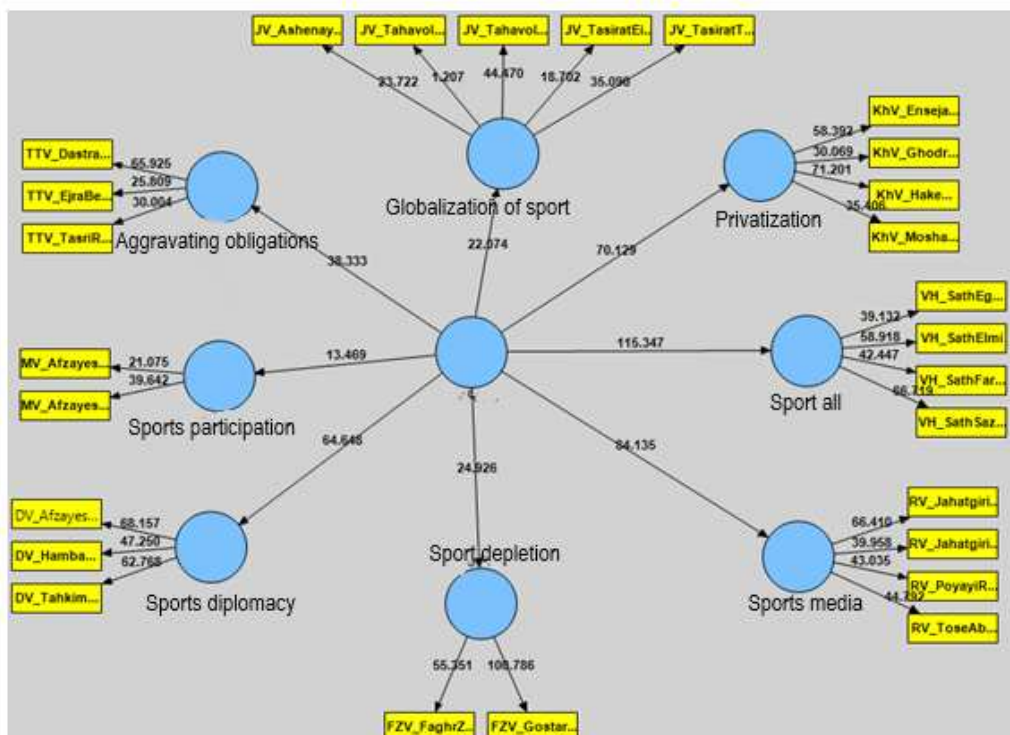 JV_Ashenay..
JV_Tahavol...
JV_Tahavol...
JV_TasiratEi...
JV_TasiratT...
23.722
1.207
44.470
18.702
35.096
Globalization of sport
22.074
TTV_Dastra...
TTV_EjraBe...
TTV_TasriR...
65.925
25.809
30.004
Aggravating obligations
38.333
KhV_Enseja...
KhV_Ghodr...
KhV_Hake...
KhV_Mosha...
58.392
30.069
71.201
35.406
Privatization
70.129
MV_Afzayes...
MV_Afzayes...
21.075
39.642
Sports participation
13.469
VH_SathEg...
VH_SathElmi
VH_SathFar...
VH_SathSaz...
39.132
58.918
42.447
66.719
Sport all
115.347
DV_Afzayes...
DV_Hamba...
DV_Tahkim...
68.157
47.250
62.768
Sports diplomacy
64.648
Sport depletion
24.926
55.351
FZV_FaghrZ...
FZV_Gostar...
RV_Jahatgiri...
RV_Jahatgiri...
RV_PoyayiR...
RV_ToseAb...
66.410
39.958
43.035
44.792
Sports media
84.135